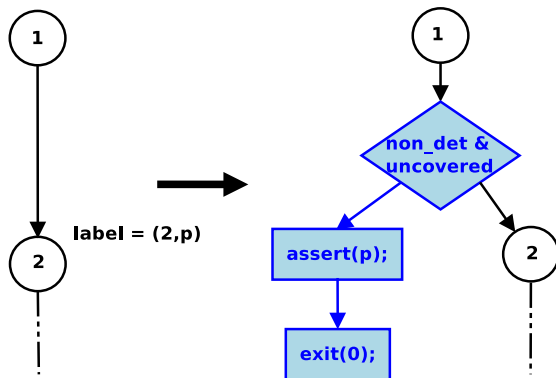 1
2
label = (2,p)
1
non_det &
uncovered
assert(p);
2
exit(0);